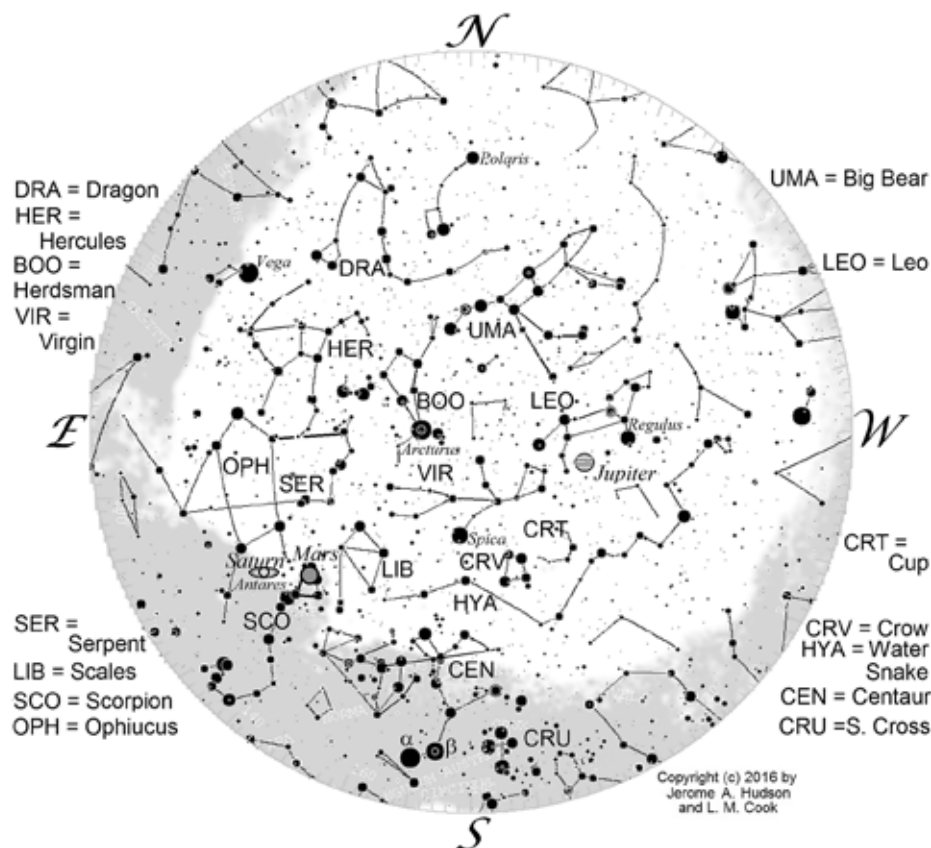 N
Polaris
DRA = Dragon
HER =
Hercules
BOO =
Herdsman
VIR =
Virgin
UMA = Big Bear
LEO = Leo
Vega
DRA
UMA
HER
BOO
LEO
E
W
Arcturus
Regulus
OPH
VIR
Jupiter
SER
Spica
CRT
CRT =
Cup
Saturn Mars
Antares
LIB
CRV
HYA
SCO
SER =
Serpent
LIB = Scales
SCO = Scorpion
OPH = Ophiucus
CRV = Crow
HYA = Water
Snake
CEN = Centaur
CRU =S. Cross
CEN
α
β
CRU
Copyright (c) 2016 by
Jerome A. Hudson
and L. M. Cook
S